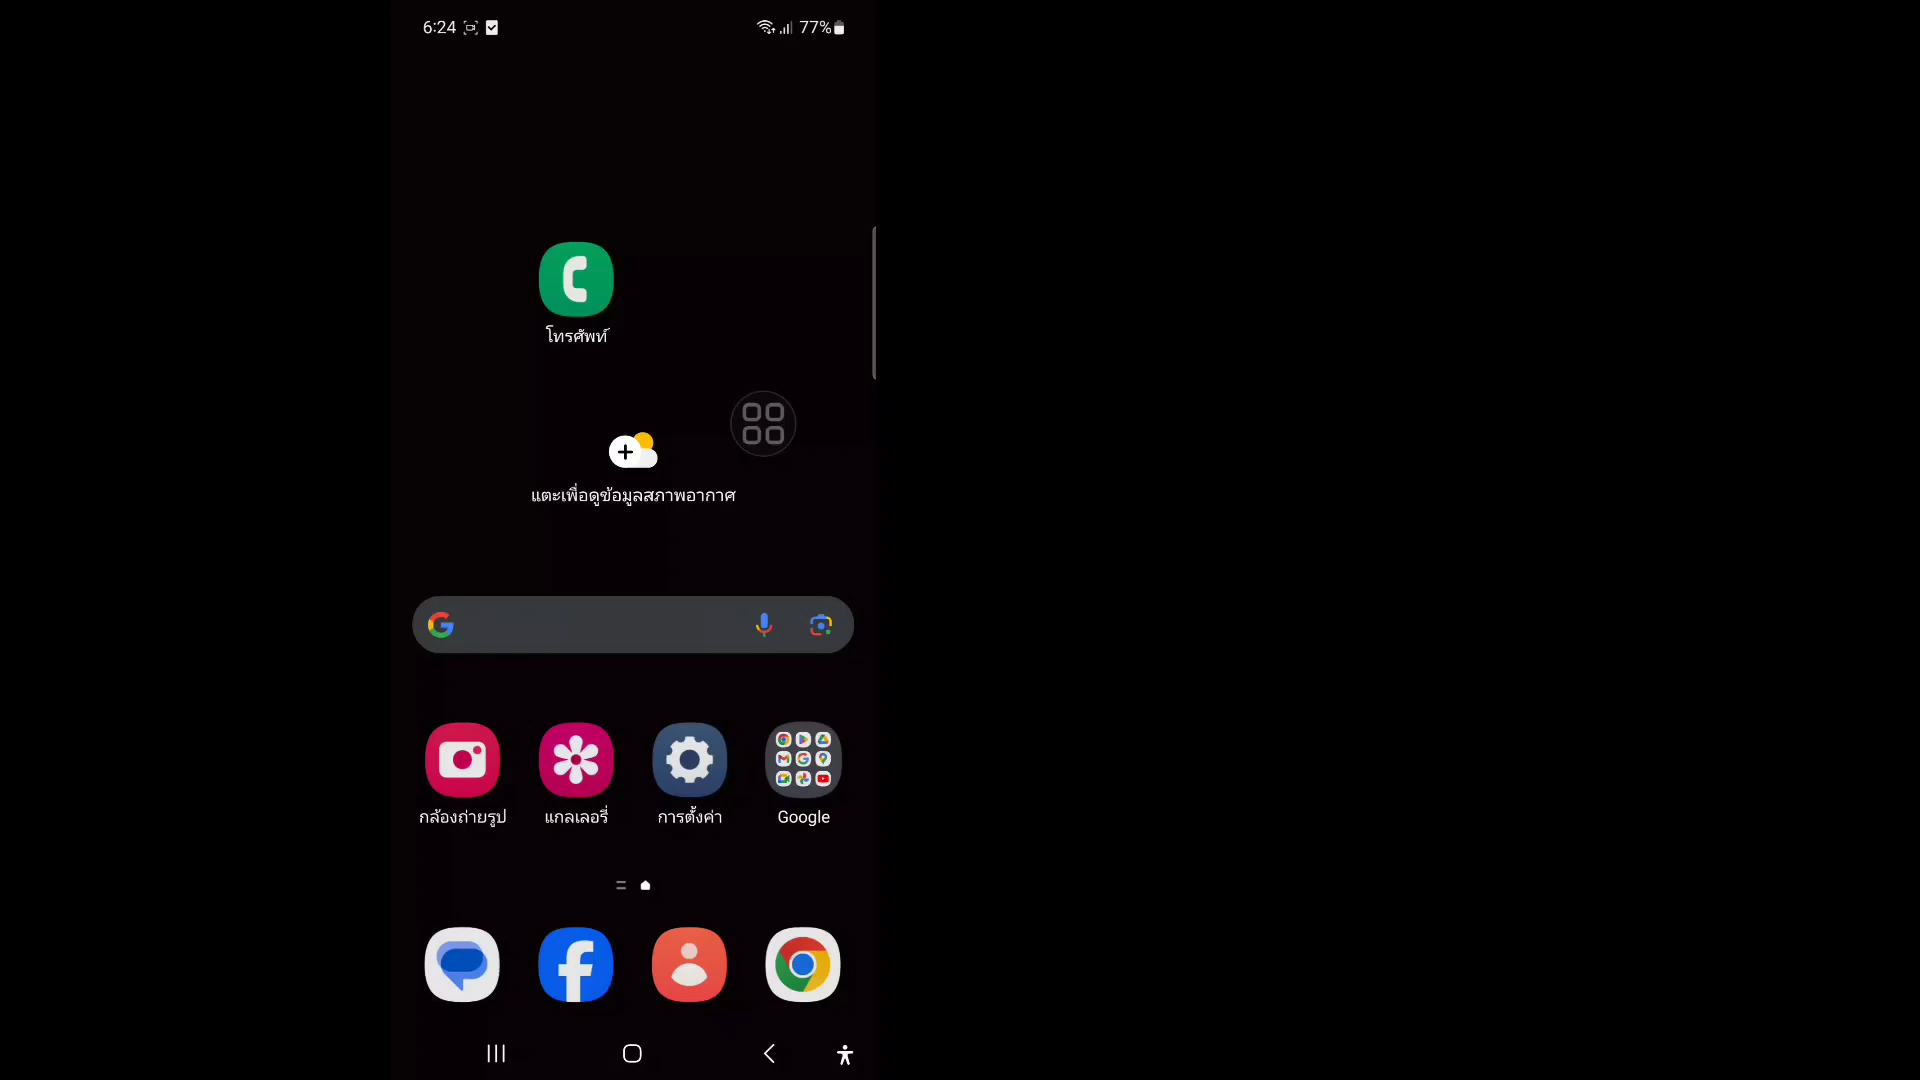 6:24 77%
โทรศัพท์
แตะเพื่อดูข้อมูลสภาพอากาศ
กล้องถ่ายรูป แกลเลอรี่ การตั้งค่า Google